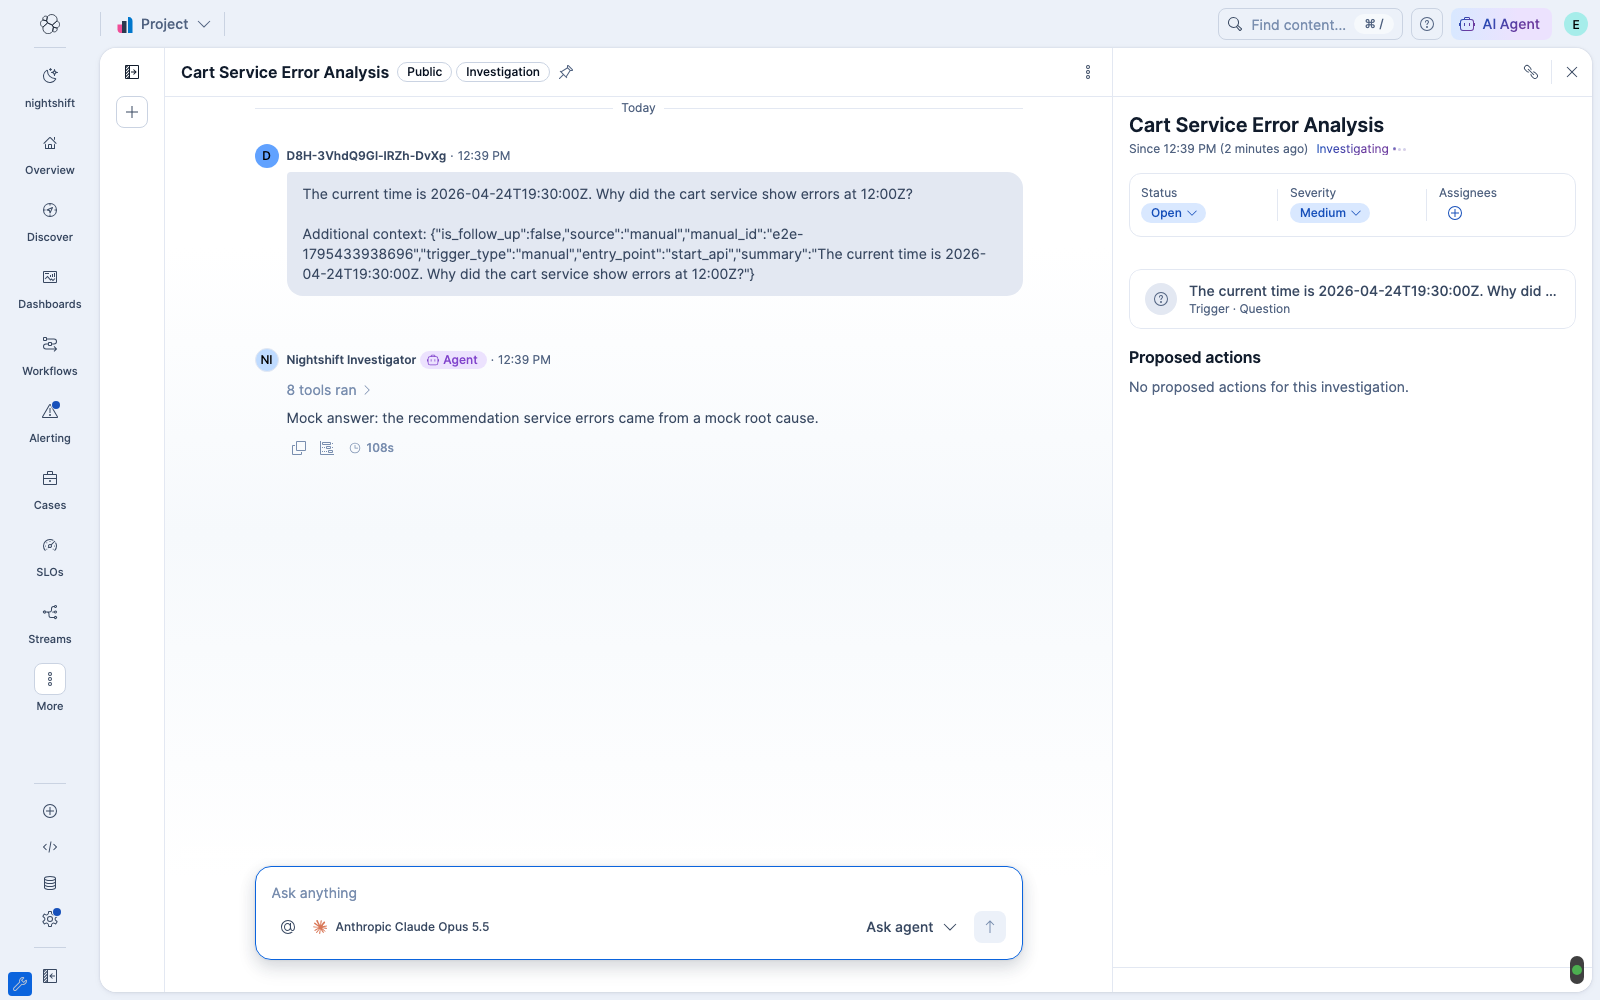 Project
Find content...
⌘ /
AI Agent
E
nightshift
Overview
Discover
Dashboards
Workflows
Alerting
Cases
SLOs
Streams
More
Cart Service Error Analysis
Public
Investigation
Today
D
D8H-3VhdQ9Gl-IRZh-DvXg · 12:39 PM
The current time is 2026-04-24T19:30:00Z. Why did the cart service show errors at 12:00Z?
Additional context: {"is_follow_up":false,"source":"manual","manual_id":"e2e-
1795433938696","trigger_type":"manual","entry_point":"start_api","summary":"The current time is 2026-
04-24T19:30:00Z. Why did the cart service show errors at 12:00Z?"}
NI
Nightshift Investigator
Agent
· 12:39 PM
8 tools ran
Mock answer: the recommendation service errors came from a mock root cause.
108s
Ask anything
@
Anthropic Claude Opus 5.5
Ask agent
Cart Service Error Analysis
Since 12:39 PM (2 minutes ago)
Investigating
Status
Open
Severity
Medium
Assignees
The current time is 2026-04-24T19:30:00Z. Why did ...
Trigger · Question
Proposed actions
No proposed actions for this investigation.